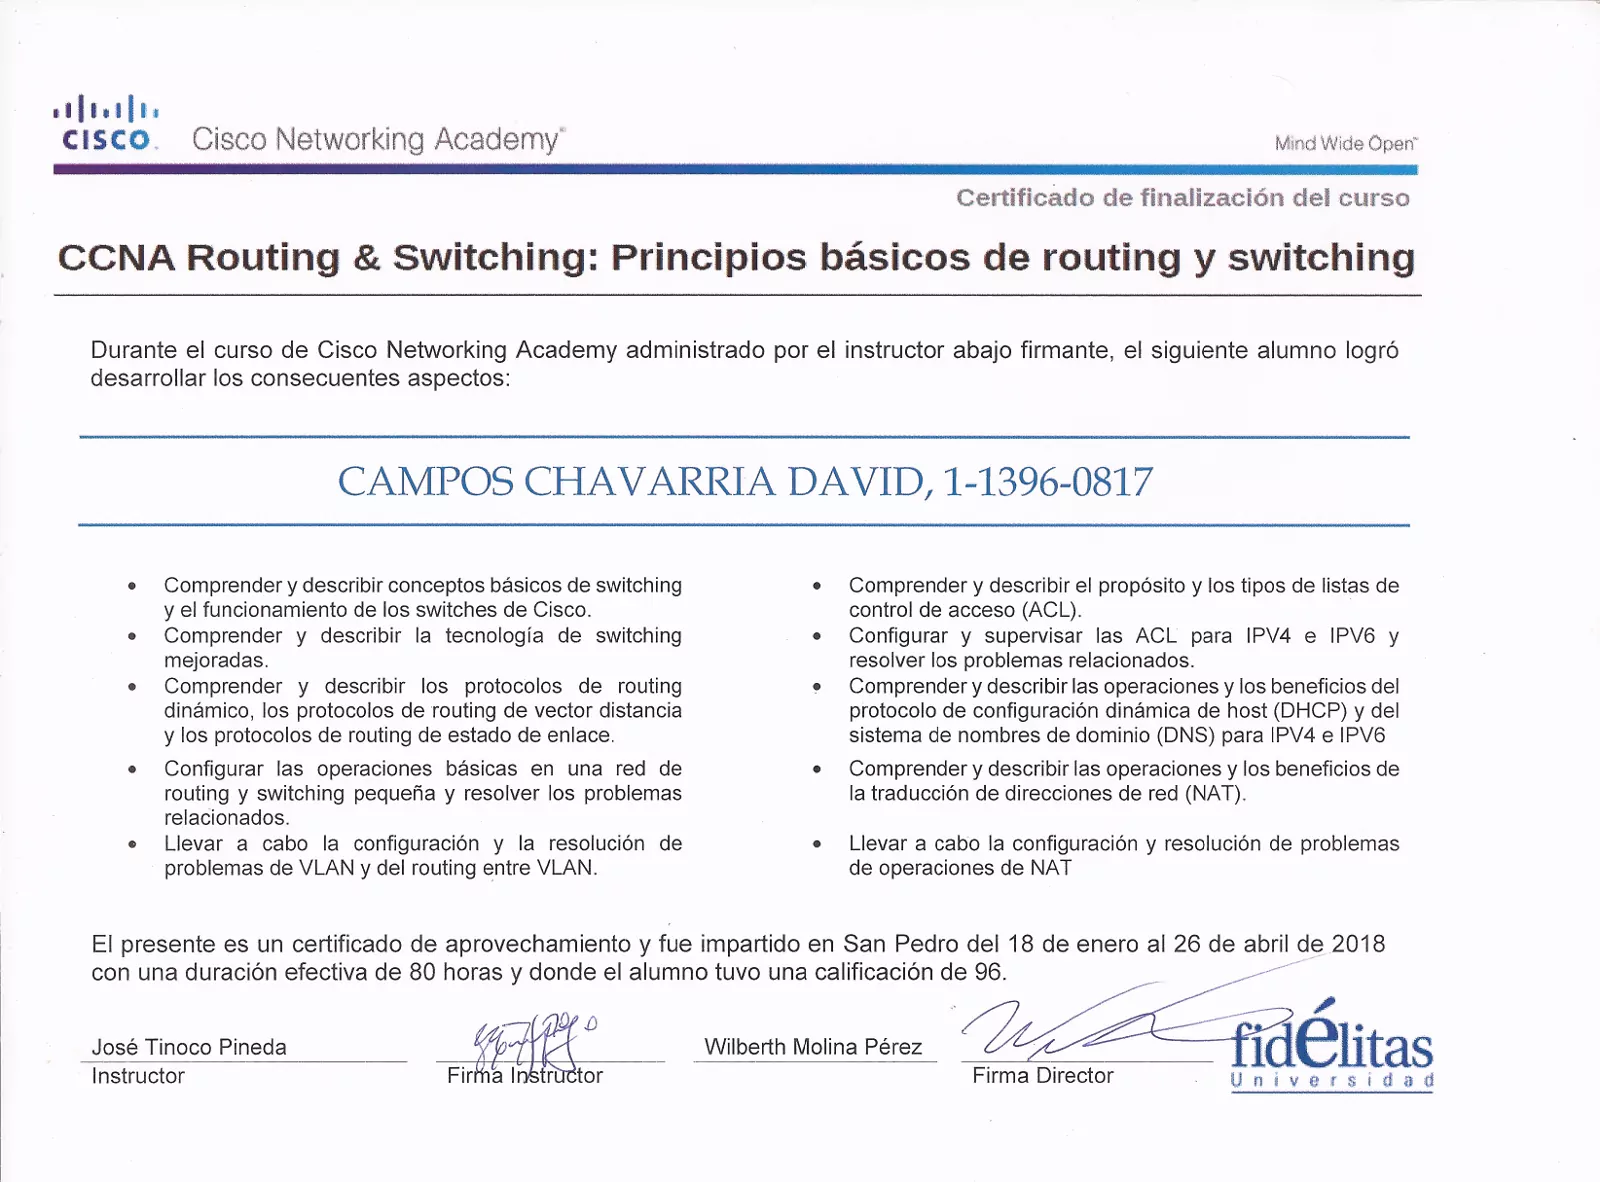 CISCO
Cisco Networking Academy®
Mind Wide Open™
Certificado de finalización del curso
CCNA Routing & Switching: Principios básicos de routing y switching
Durante el curso de Cisco Networking Academy administrado por el instructor abajo firmante, el siguiente alumno logró
desarrollar los consecuentes aspectos:
CAMPOS CHAVARRIA DAVID, 1-1396-0817
• Comprender y describir conceptos básicos de switching
y el funcionamiento de los switches de Cisco.
• Comprender y describir la tecnología de switching
mejoradas.
• Comprender y describir los protocolos de routing
dinámico, los protocolos de routing de vector distancia
y los protocolos de routing de estado de enlace.
• Configurar las operaciones básicas en una red de
routing y switching pequeña y resolver los problemas
relacionados.
• Llevar a cabo la configuración y la resolución de
problemas de VLAN y del routing entre VLAN.
• Comprender y describir el propósito y los tipos de listas de
control de acceso (ACL).
• Configurar y supervisar las ACL para IPV4 e IPV6 y
resolver los problemas relacionados.
• Comprender y describir las operaciones y los beneficios del
protocolo de configuración dinámica de host (DHCP) y del
sistema de nombres de dominio (DNS) para IPV4 e IPV6
• Comprender y describir las operaciones y los beneficios de
la traducción de direcciones de red (NAT).
• Llevar a cabo la configuración y resolución de problemas
de operaciones de NAT
El presente es un certificado de aprovechamiento y fue impartido en San Pedro del 18 de enero al 26 de abril de 2018
con una duración efectiva de 80 horas y donde el alumno tuvo una calificación de 96.
José Tinoco Pineda
Instructor
Firma Instructor
Wilberth Molina Pérez
Firma Director
fidélitas
Universidad